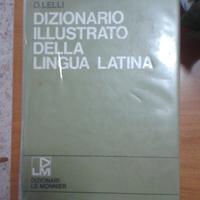 O. LELLI
DIZIONARIO
ILLUSTRATO
DELLA
LINGUA LATINA
LM
DIZIONARI
LE MONNIER